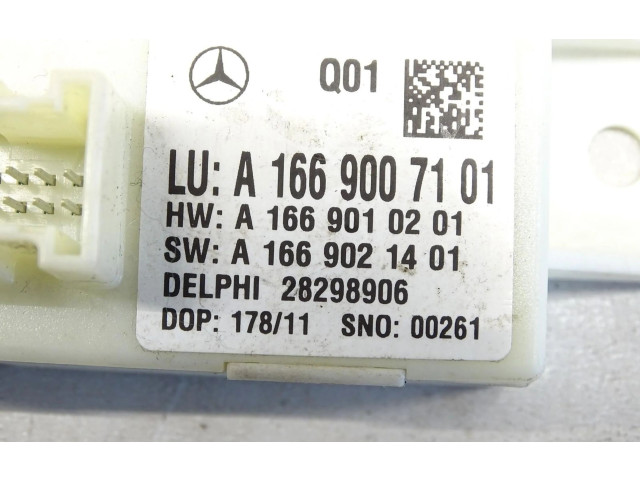 Q01
LU: A 166 900 71 01
HW: A 166 901 02 01
SW: A 166 902 14 01
DELPHI 28298906
DOP: 178/11 SNO: 00261